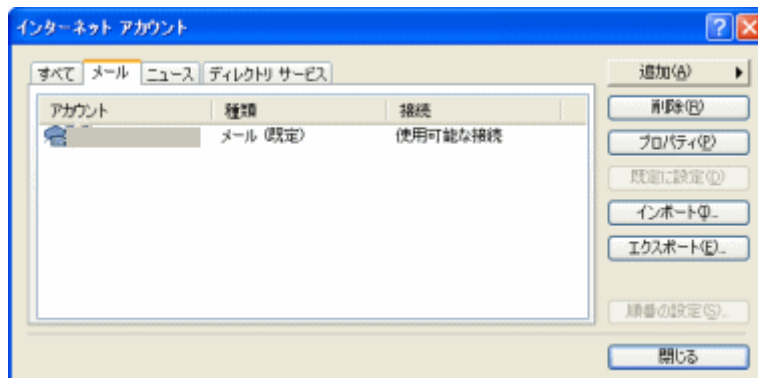 インターネット アカウント
すべて メール ニュース ディレクトリ サービス
アカウント 種類 接続
メール (既定) 使用可能な接続
追加(A)
削除(R)
プロパティ(P)
既定に設定(D)
インポート(I)...
エクスポート(E)...
順番の設定(S)...
閉じる